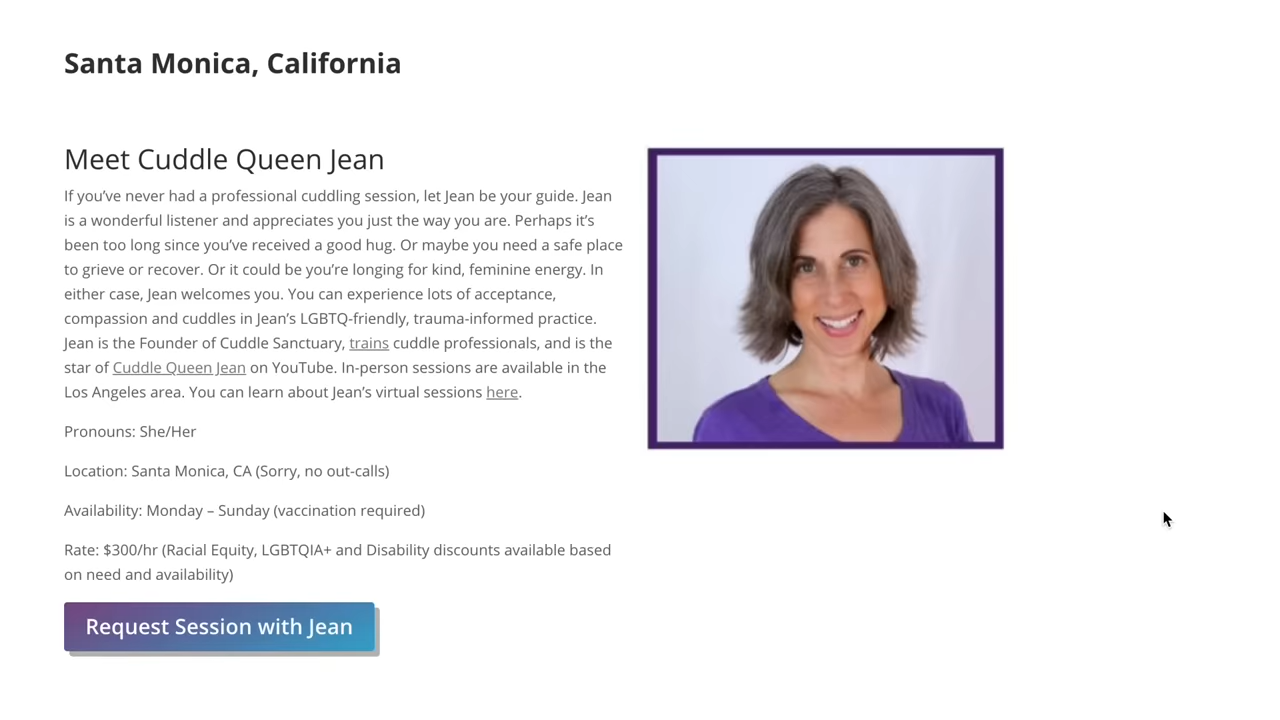 Santa Monica, California
Meet Cuddle Queen Jean
If you’ve never had a professional cuddling session, let Jean be your guide. Jean
is a wonderful listener and appreciates you just the way you are. Perhaps it’s
been too long since you’ve received a good hug. Or maybe you need a safe place
to grieve or recover. Or it could be you’re longing for kind, feminine energy. In
either case, Jean welcomes you. You can experience lots of acceptance,
compassion and cuddles in Jean’s LGBTQ-friendly, trauma-informed practice.
Jean is the Founder of Cuddle Sanctuary, trains cuddle professionals, and is the
star of Cuddle Queen Jean on YouTube. In-person sessions are available in the
Los Angeles area. You can learn about Jean’s virtual sessions here.
Pronouns: She/Her
Location: Santa Monica, CA (Sorry, no out-calls)
Availability: Monday – Sunday (vaccination required)
Rate: $300/hr (Racial Equity, LGBTQIA+ and Disability discounts available based
on need and availability)
Request Session with Jean